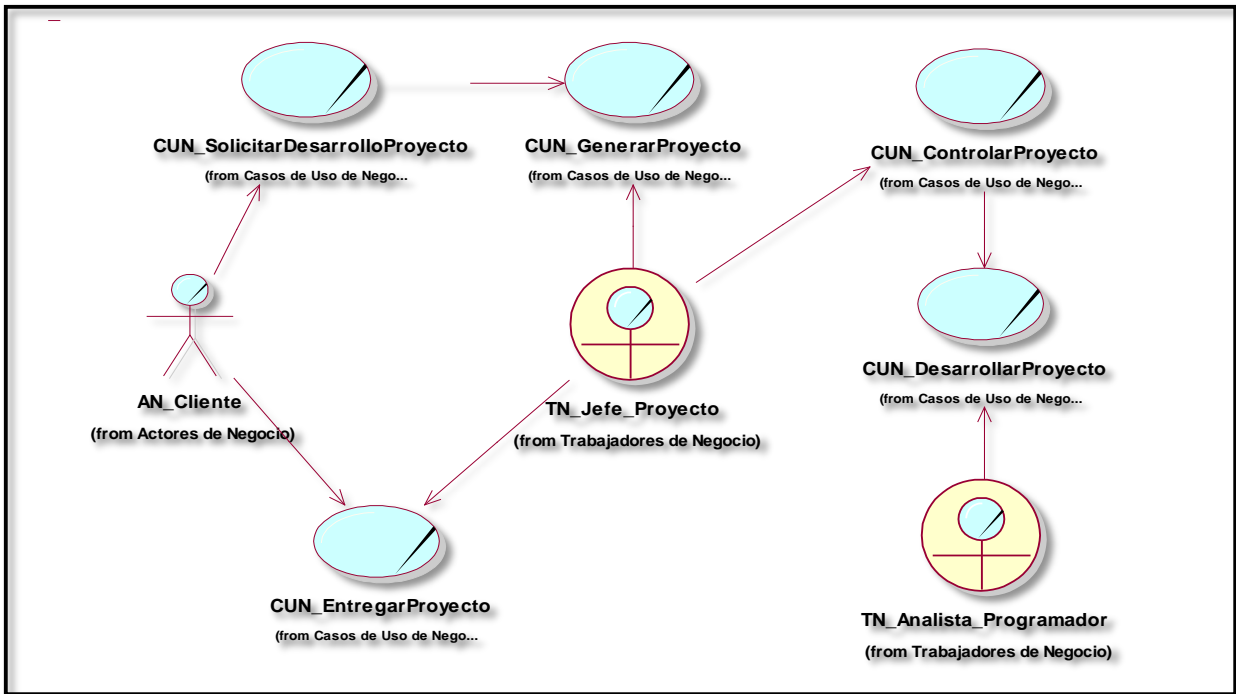 CUN_SolicitarDesarrolloProyecto
(from Casos de Uso de Nego...
CUN_GenerarProyecto
(from Casos de Uso de Nego...
CUN_ControlarProyecto
(from Casos de Uso de Nego...
AN_Cliente
(from Actores de Negocio)
TN_Jefe_Proyecto
(from Trabajadores de Negocio)
CUN_DesarrollarProyecto
(from Casos de Uso de Nego...
CUN_EntregarProyecto
(from Casos de Uso de Nego...
TN_Analista_Programador
(from Trabajadores de Negocio)